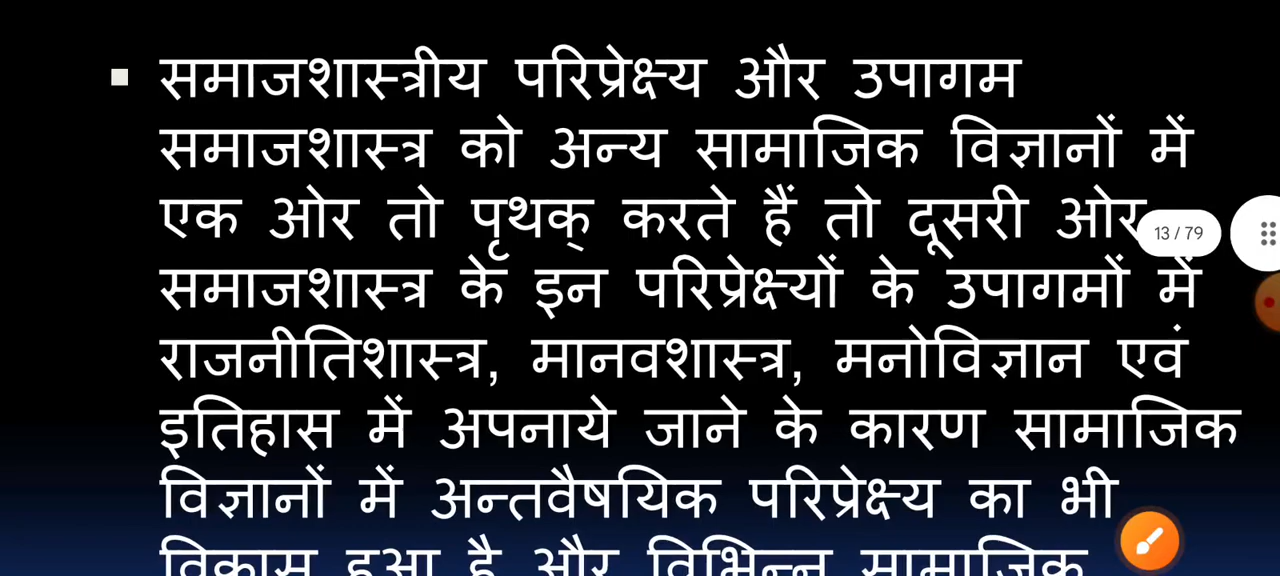 समाजशास्त्रीय परिप्रेक्ष्य और उपागम
समाजशास्त्र को अन्य सामाजिक विज्ञानों में
एक ओर तो पृथक् करते हैं तो दूसरी ओर
13 / 79
समाजशास्त्र के इन परिप्रेक्ष्यों के उपागमों में
राजनीतिशास्त्र, मानवशास्त्र, मनोविज्ञान एवं
इतिहास में अपनाये जाने के कारण सामाजिक
विज्ञानों में अन्तवैषयिक परिप्रेक्ष्य का भी
विकास हुआ है और विभिन्न सामाजिक